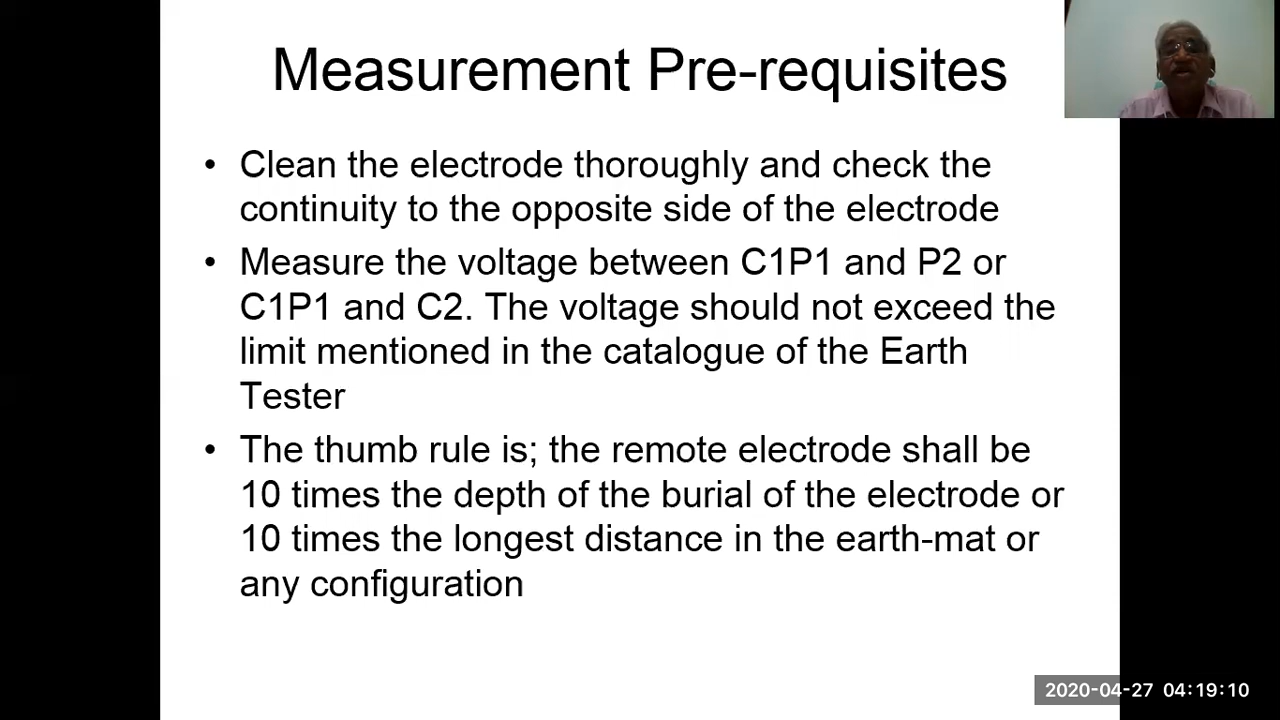 Measurement Pre-requisites
• Clean the electrode thoroughly and check the
continuity to the opposite side of the electrode
• Measure the voltage between C1P1 and P2 or
C1P1 and C2. The voltage should not exceed the
limit mentioned in the catalogue of the Earth
Tester
• The thumb rule is; the remote electrode shall be
10 times the depth of the burial of the electrode or
10 times the longest distance in the earth-mat or
any configuration
2020-04-27 04:19:10